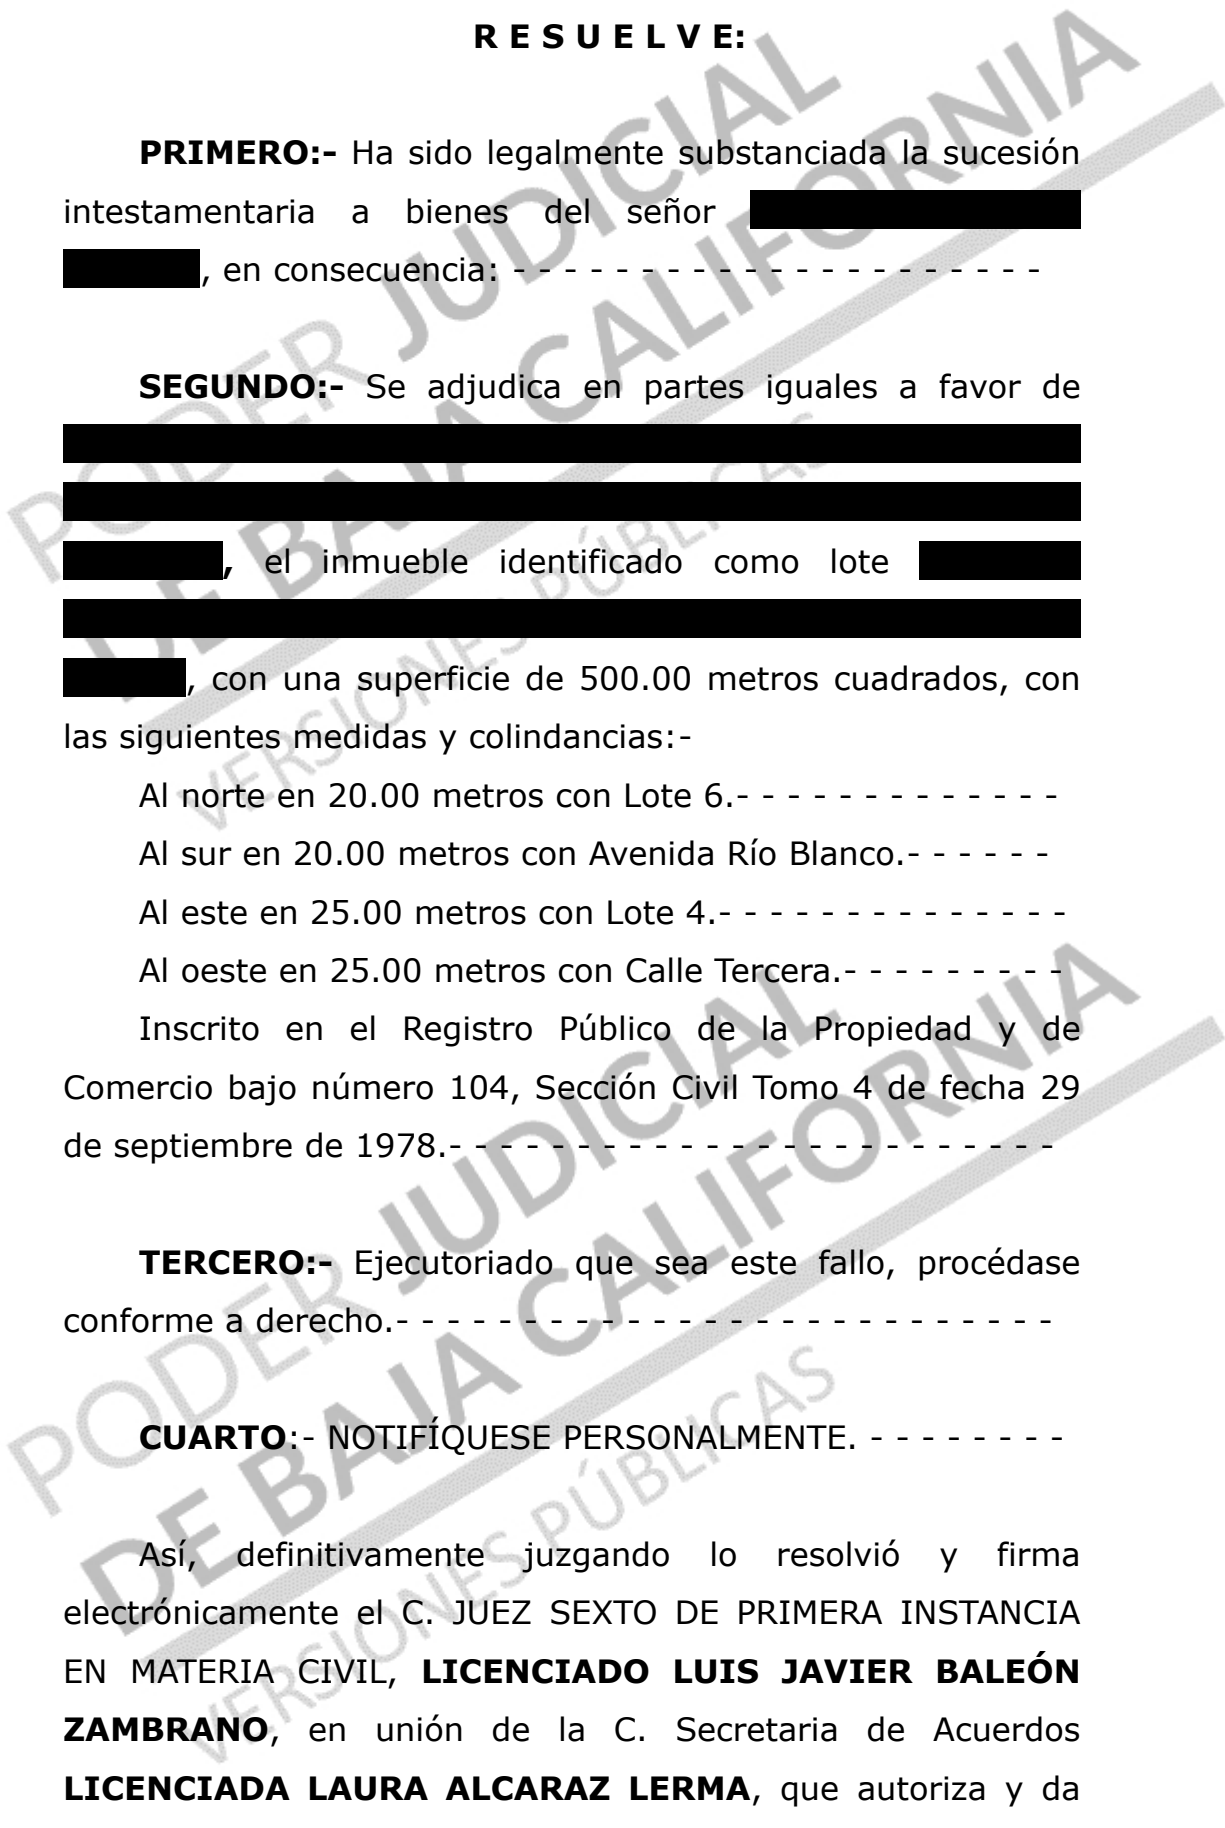 R E S U E L V E:
PRIMERO:- Ha sido legalmente substanciada la sucesión
intestamentaria a bienes del señor
, en consecuencia: - - - - - - - - - - - - - - - - - - - - -
SEGUNDO:- Se adjudica en partes iguales a favor de
, el inmueble identificado como lote
, con una superficie de 500.00 metros cuadrados, con
las siguientes medidas y colindancias:-
Al norte en 20.00 metros con Lote 6.- - - - - - - - - - - - -
Al sur en 20.00 metros con Avenida Río Blanco.- - - - - -
Al este en 25.00 metros con Lote 4.- - - - - - - - - - - - - -
Al oeste en 25.00 metros con Calle Tercera.- - - - - - - - -
Inscrito en el Registro Público de la Propiedad y de
Comercio bajo número 104, Sección Civil Tomo 4 de fecha 29
de septiembre de 1978.- - - - - - - - - - - - - - - - - - - - - - - -
TERCERO:- Ejecutoriado que sea este fallo, procédase
conforme a derecho.- - - - - - - - - - - - - - - - - - - - - - - - - -
CUARTO:- NOTIFÍQUESE PERSONALMENTE. - - - - - - - -
Así, definitivamente juzgando lo resolvió y firma
electrónicamente el C. JUEZ SEXTO DE PRIMERA INSTANCIA
EN MATERIA CIVIL, LICENCIADO LUIS JAVIER BALEÓN
ZAMBRANO, en unión de la C. Secretaria de Acuerdos
LICENCIADA LAURA ALCARAZ LERMA, que autoriza y da
PODER JUDICIAL
DE BAJA CALIFORNIA
VERSIONES PÚBLICAS
PODER JUDICIAL
DE BAJA CALIFORNIA
VERSIONES PÚBLICAS